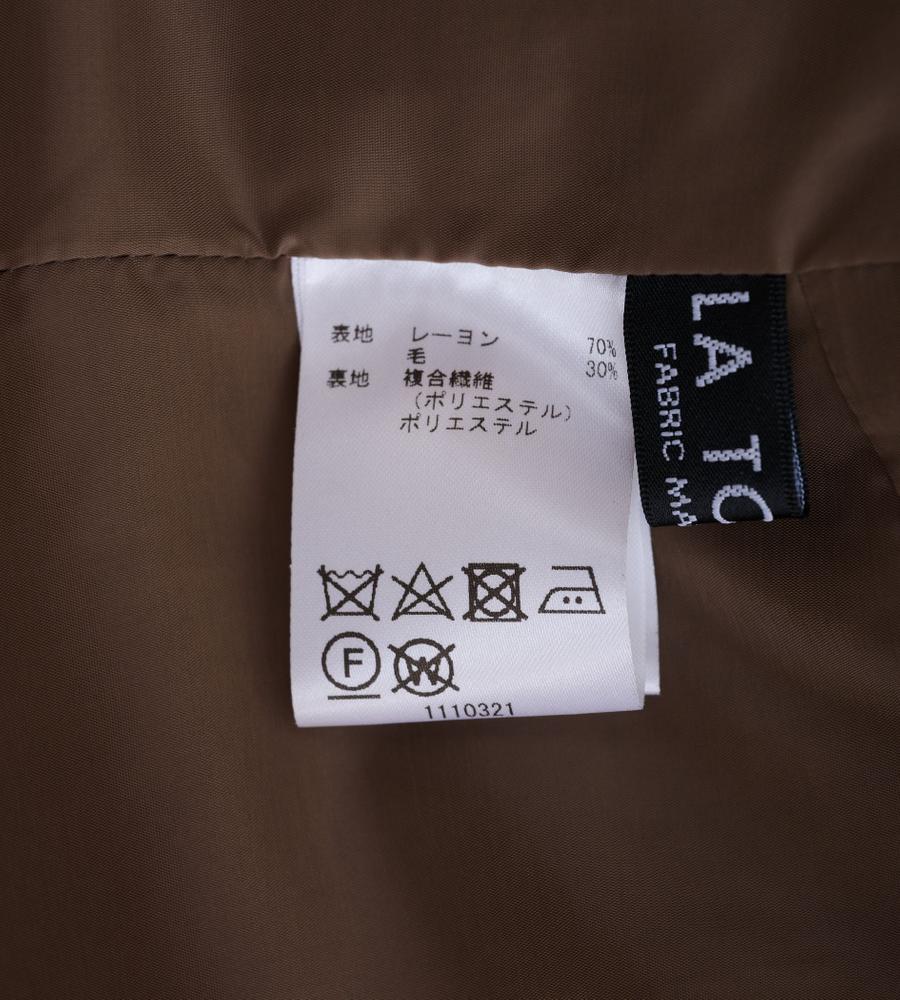 表地 レーヨン 70%
毛 30%
裏地 複合繊維
(ポリエステル)
ポリエステル
F
W
1110321
LA TO
FABRIC MA